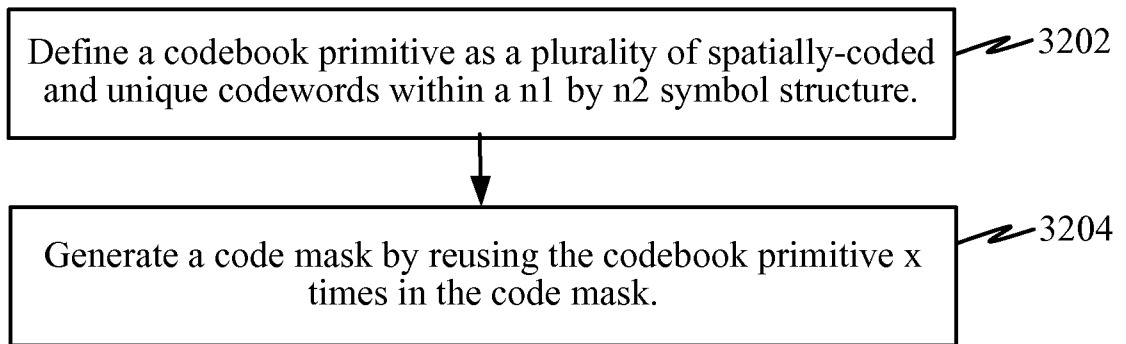 Define a codebook primitive as a plurality of spatially-coded
and unique codewords within a n1 by n2 symbol structure.
3202
Generate a code mask by reusing the codebook primitive x
times in the code mask.
3204